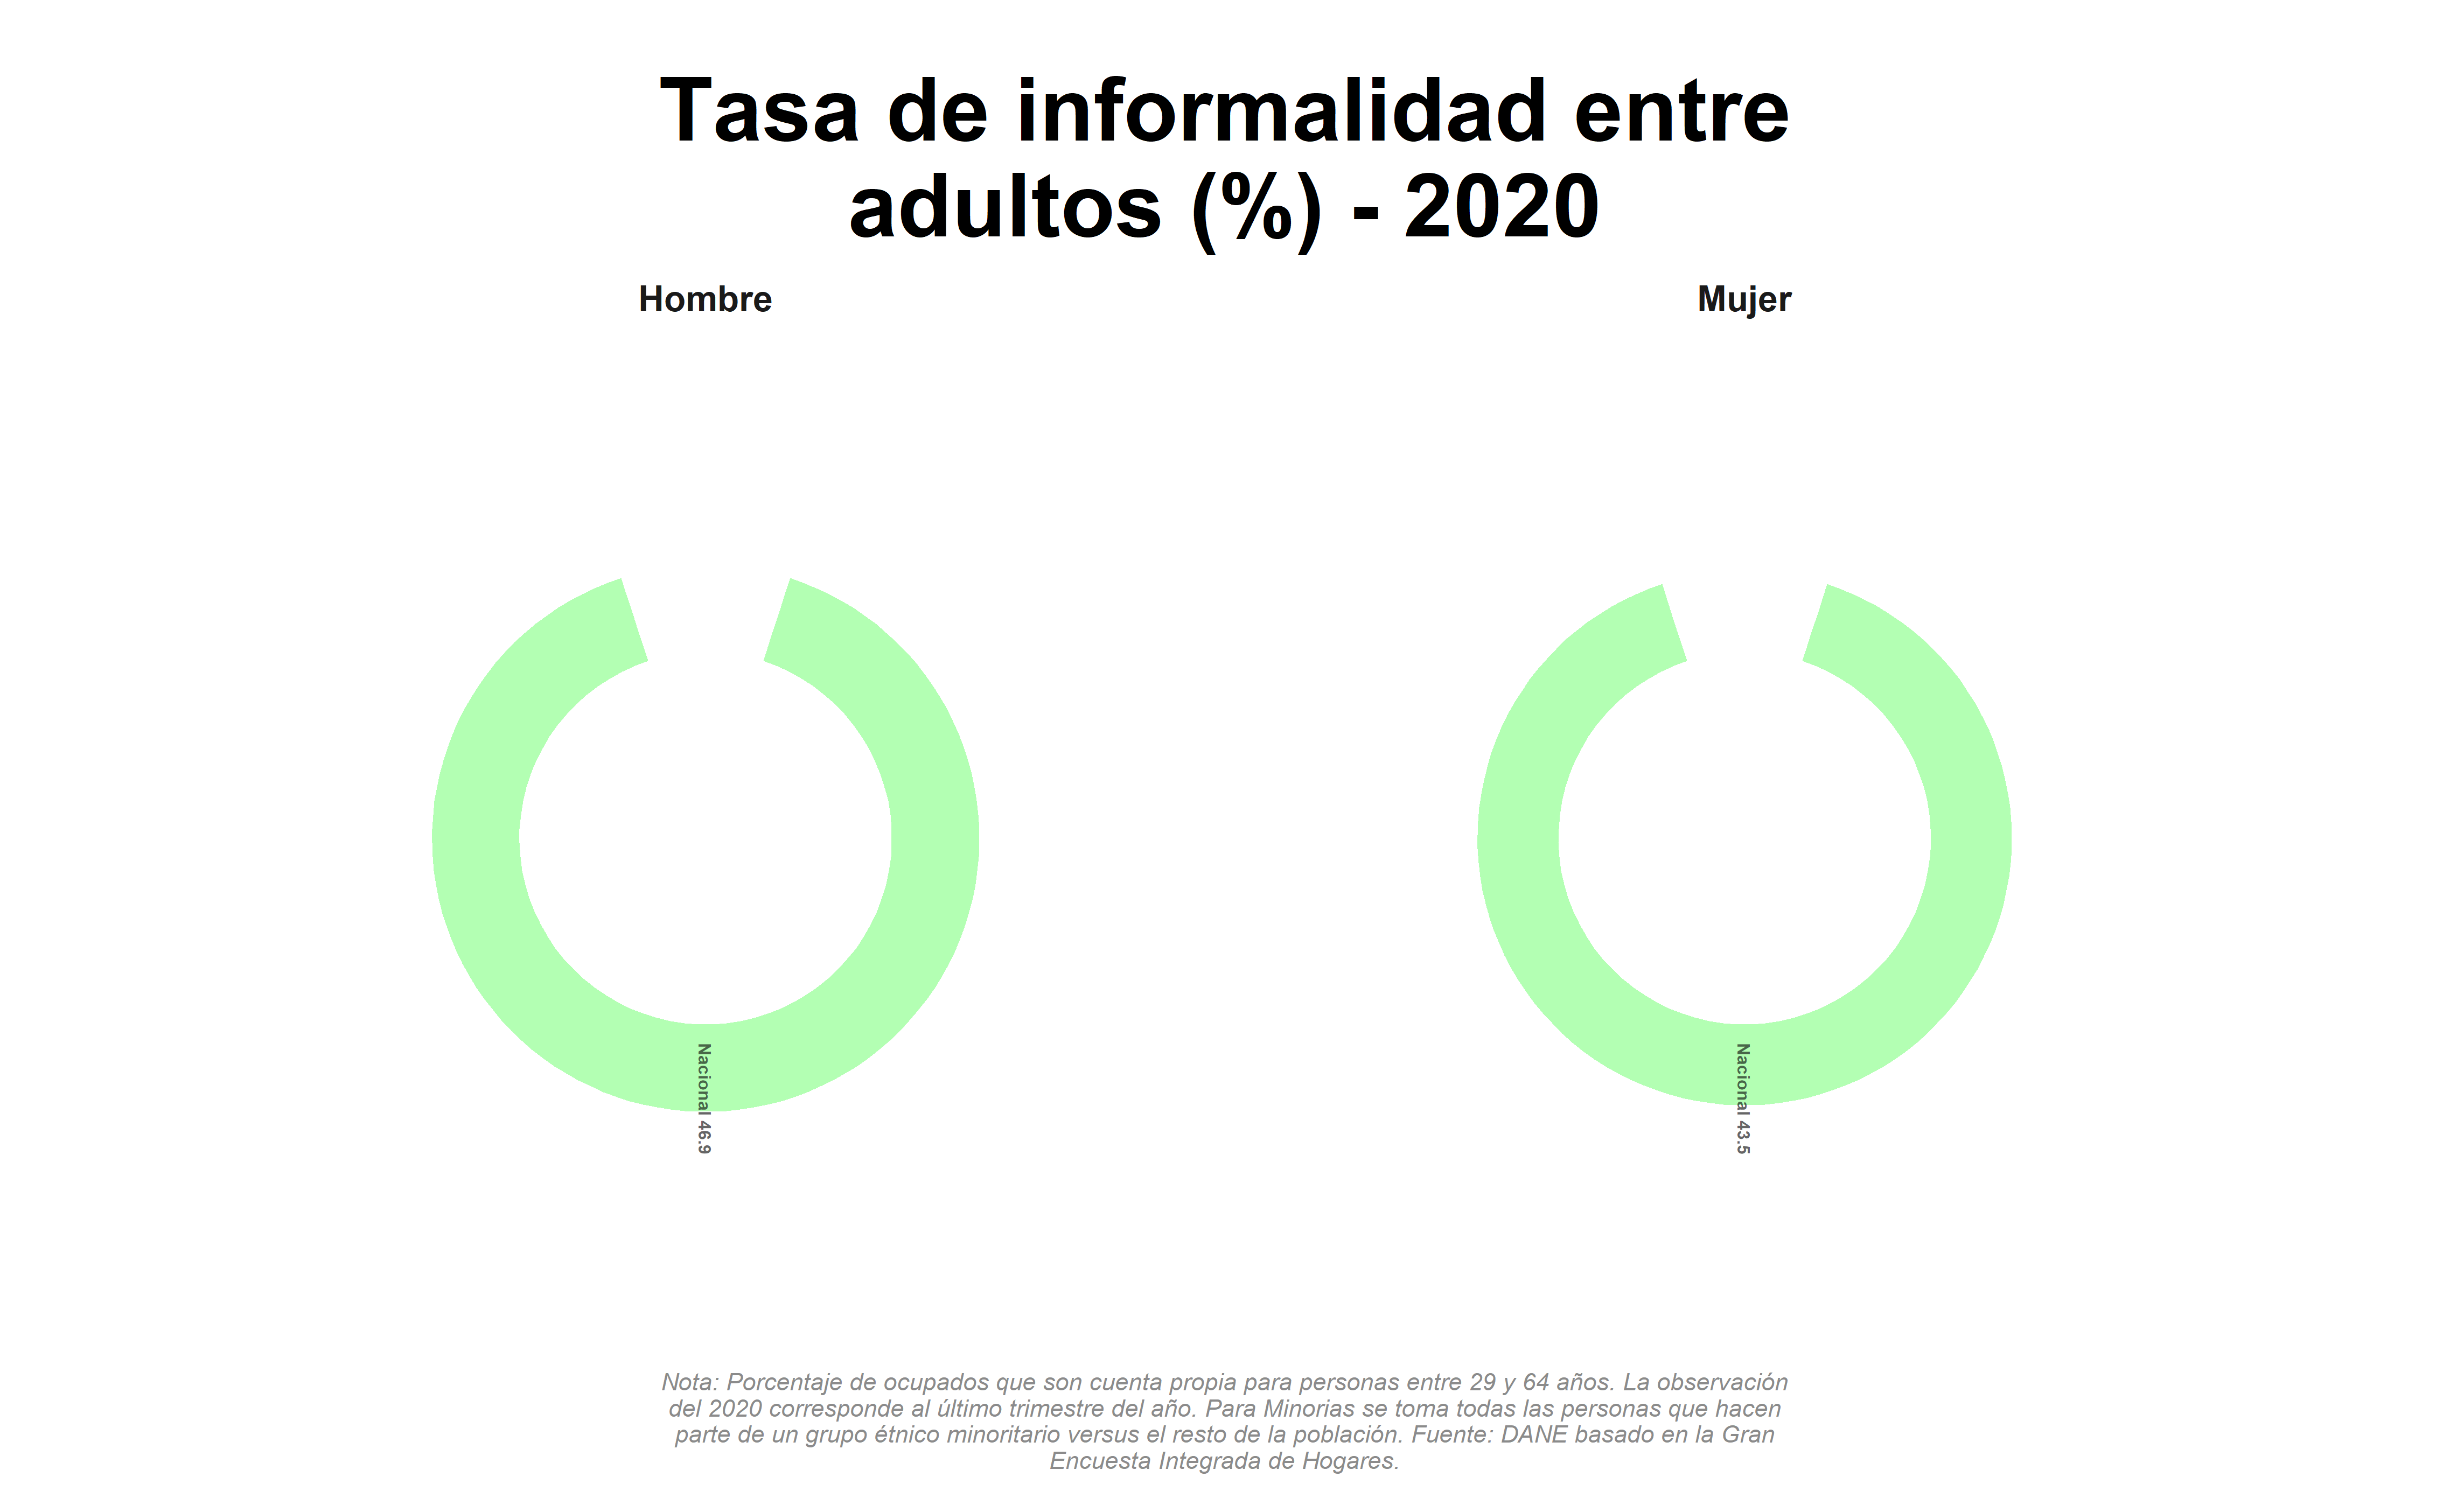 Tasa de informalidad entre
adultos (%) - 2020
Hombre
Mujer
Nacional 46.9
Nacional 43.5
Nota: Porcentaje de ocupados que son cuenta propia para personas entre 29 y 64 años. La observación
del 2020 corresponde al último trimestre del año. Para Minorias se toma todas las personas que hacen
parte de un grupo étnico minoritario versus el resto de la población. Fuente: DANE basado en la Gran
Encuesta Integrada de Hogares.